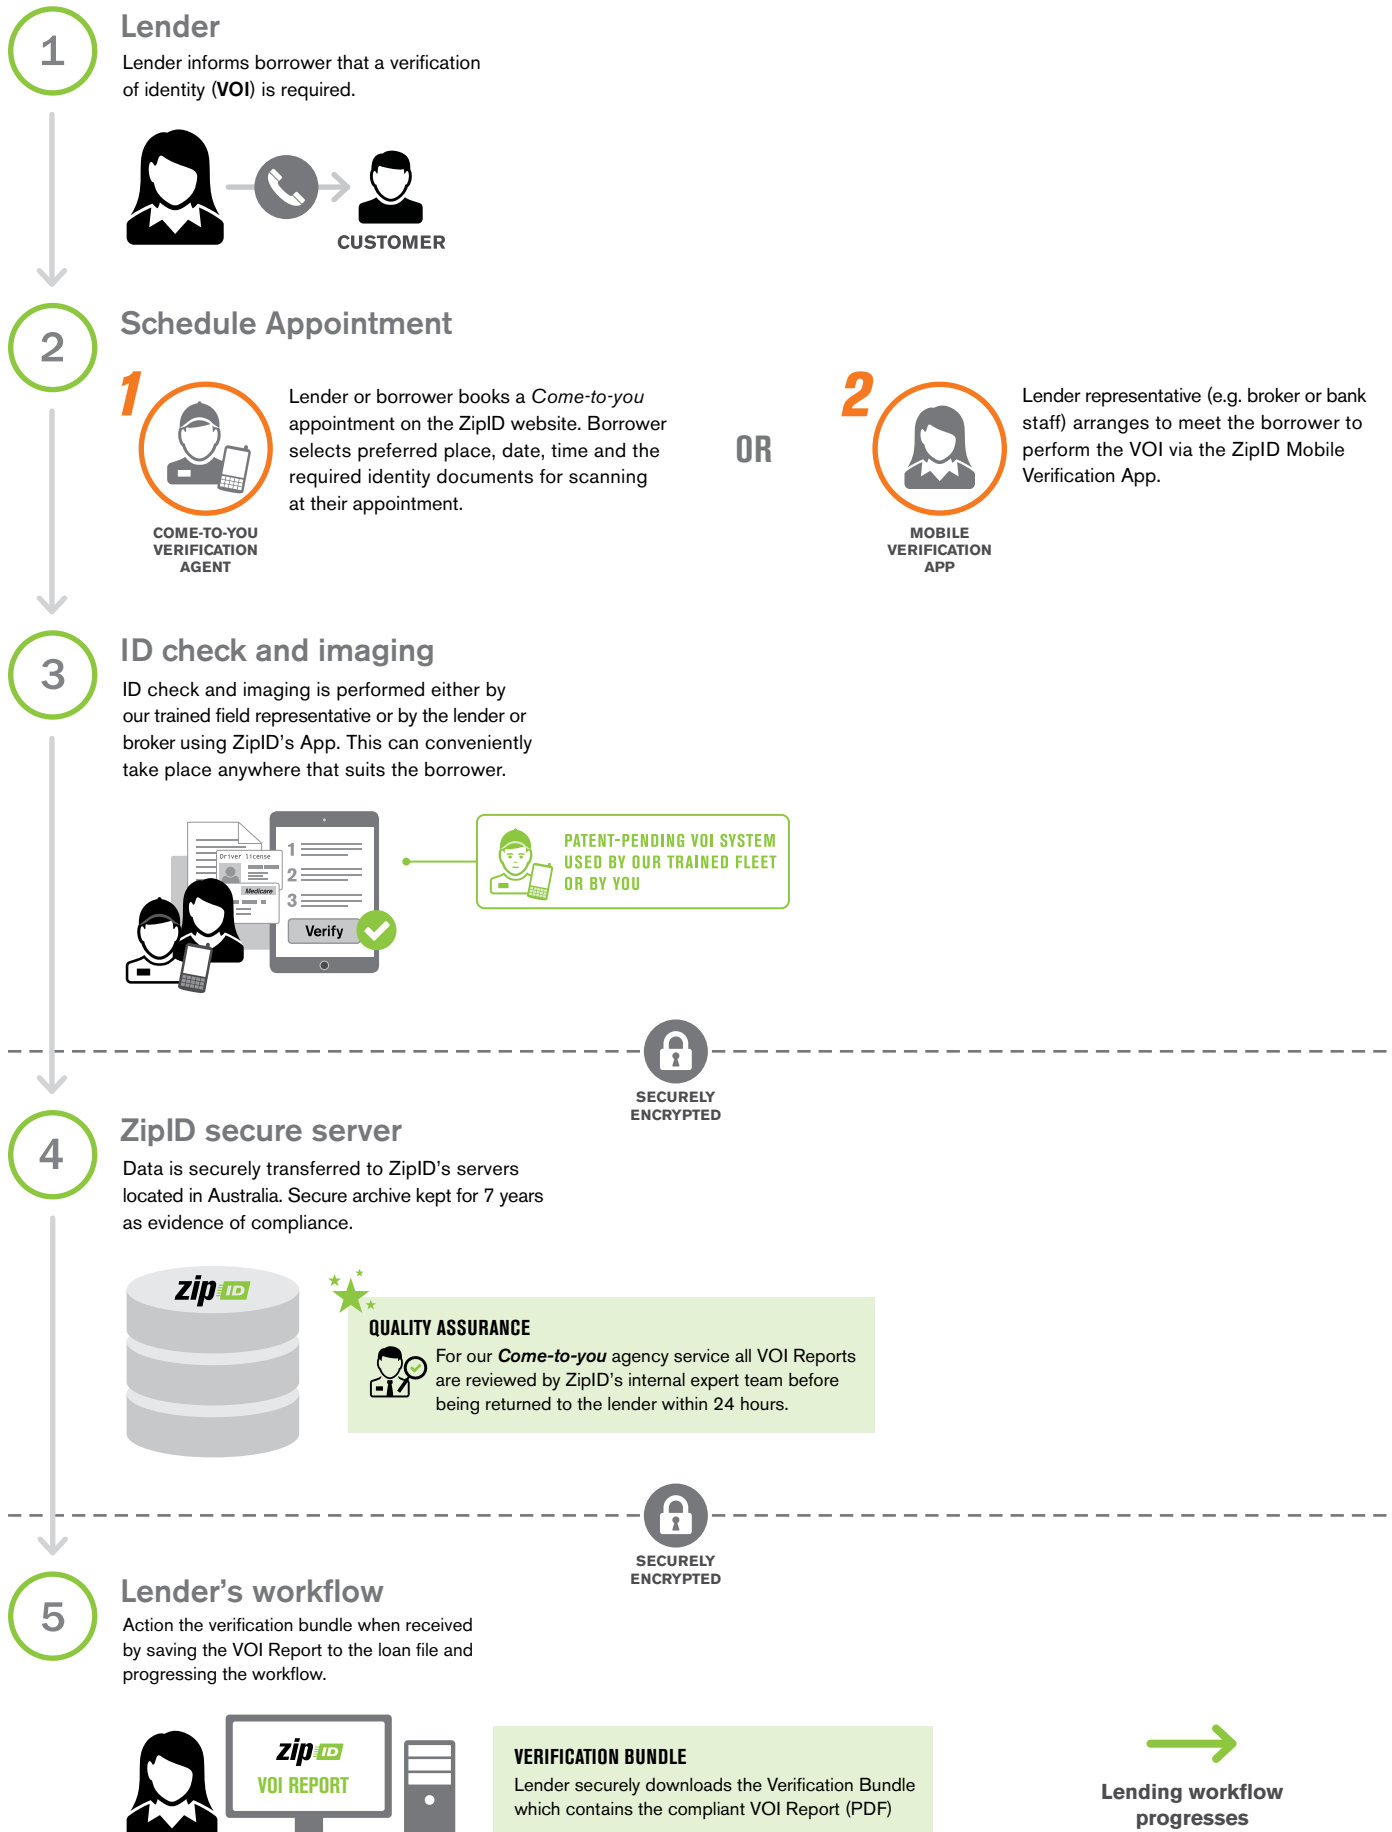 1
Lender
Lender informs borrower that a verification
of identity (VOI) is required.
CUSTOMER
2
Schedule Appointment
1
Lender or borrower books a Come-to-you
appointment on the ZipID website. Borrower
selects preferred place, date, time and the
required identity documents for scanning
at their appointment.
COME-TO-YOU
VERIFICATION
AGENT
OR
2
Lender representative (e.g. broker or bank
staff) arranges to meet the borrower to
perform the VOI via the ZipID Mobile
Verification App.
MOBILE
VERIFICATION
APP
3
ID check and imaging
ID check and imaging is performed either by
our trained field representative or by the lender or
broker using ZipID's App. This can conveniently
take place anywhere that suits the borrower.
Driver license
Medicare
1
2
3
Verify
PATENT-PENDING VOI SYSTEM
USED BY OUR TRAINED FLEET
OR BY YOU
SECURELY
ENCRYPTED
4
ZipID secure server
Data is securely transferred to ZipID's servers
located in Australia. Secure archive kept for 7 years
as evidence of compliance.
zip ID
QUALITY ASSURANCE
For our Come-to-you agency service all VOI Reports
are reviewed by ZipID's internal expert team before
being returned to the lender within 24 hours.
SECURELY
ENCRYPTED
5
Lender's workflow
Action the verification bundle when received
by saving the VOI Report to the loan file and
progressing the workflow.
zip ID
VOI REPORT
VERIFICATION BUNDLE
Lender securely downloads the Verification Bundle
which contains the compliant VOI Report (PDF)
Lending workflow
progresses